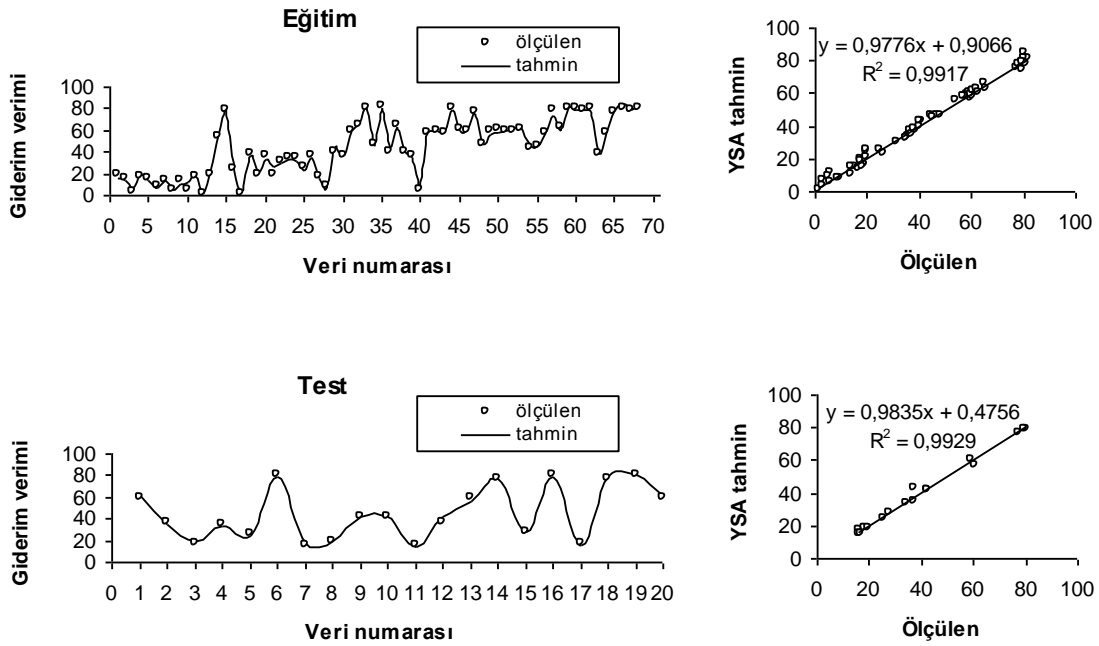 Eğitim
ölçülen
tahmin
Giderim verimi
100
80
60
40
20
0
0 5 10 15 20 25 30 35 40 45 50 55 60 65 70
Veri numarası
y = 0,9776x + 0,9066
R² = 0,9917
YSA tahmin
100
80
60
40
20
0
0 20 40 60 80 100
Ölçülen
Test
ölçülen
tahmin
Giderim verimi
100
80
60
40
20
0
0 1 2 3 4 5 6 7 8 9 10 11 12 13 14 15 16 17 18 19 20
Veri numarası
y = 0,9835x + 0,4756
R² = 0,9929
YSA tahmin
100
80
60
40
20
0
0 20 40 60 80 100
Ölçülen